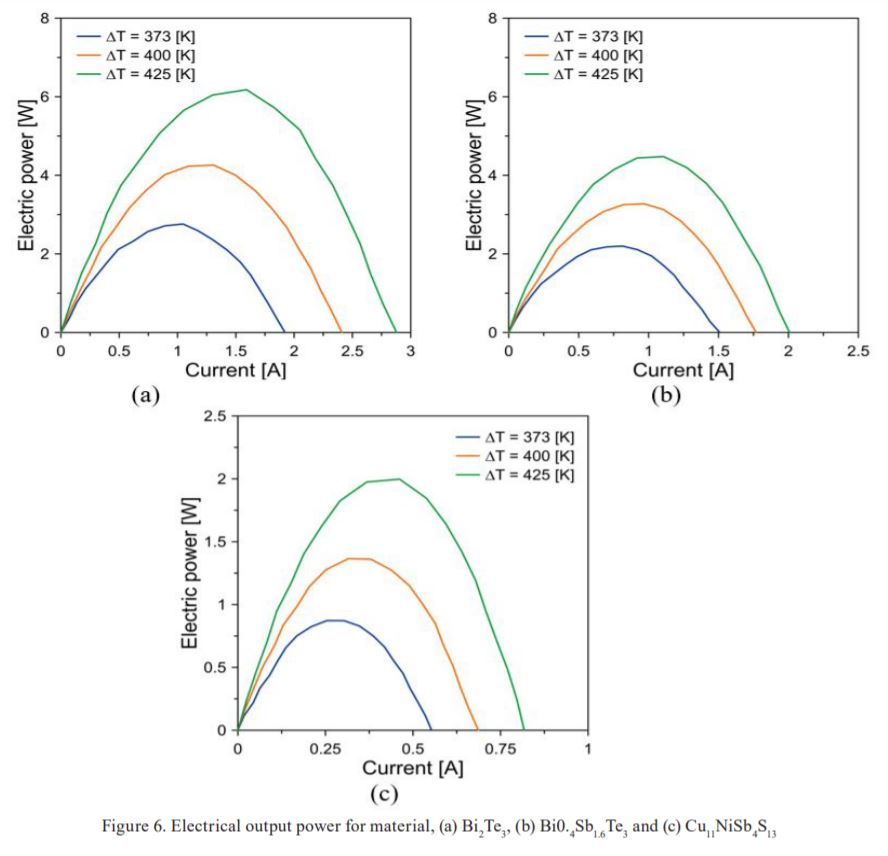 8
6
4
2
0
Electric power [W]
ΔT = 373 [K]
ΔT = 400 [K]
ΔT = 425 [K]
0 0.5 1 1.5 2 2.5 3
Current [A]
(a)
8
6
4
2
0
Electric power [W]
ΔT = 373 [K]
ΔT = 400 [K]
ΔT = 425 [K]
0 0.5 1 1.5 2 2.5
Current [A]
(b)
2.5
2
1.5
1
0.5
0
Electric power [W]
ΔT = 373 [K]
ΔT = 400 [K]
ΔT = 425 [K]
0 0.25 0.5 0.75 1
Current [A]
(c)
Figure 6. Electrical output power for material, (a) Bi₂Te₃, (b) Bi0.₄Sb₁.₆Te₃ and (c) Cu₁₁NiSb₄S₁₃